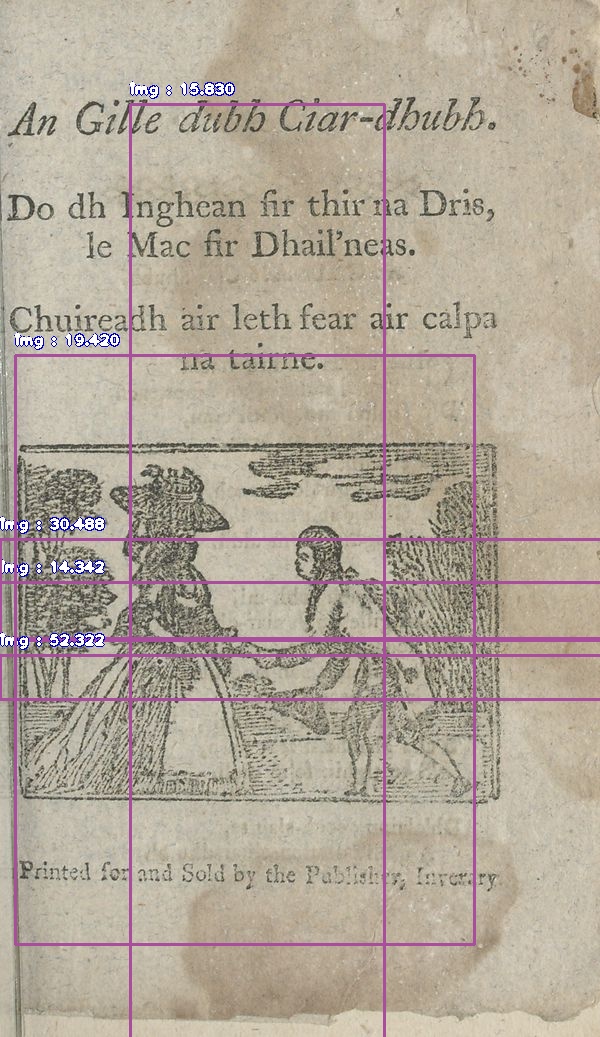 img : 15.830
An Gille dubh Ciar-dhubh.
Do dh Inghean fir thir na Dris,
le Mac fir Dhail'neas.
Chuireadh air leth fear air calpa
img : 19.420
na tairne.
img : 30.488
img : 14.342
img : 52.322
Printed for and Sold by the Publisher, Inverary